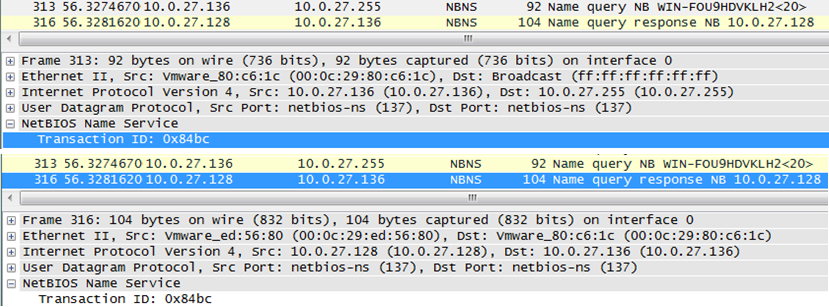 313 56.3274670 10.0.27.136 10.0.27.255 NBNS 92 Name query NB WIN-FOU9HDVKLH2<20>
316 56.3281620 10.0.27.128 10.0.27.136 NBNS 104 Name query response NB 10.0.27.128
Frame 313: 92 bytes on wire (736 bits), 92 bytes captured (736 bits) on interface 0
Ethernet II, Src: Vmware_80:c6:1c (00:0c:29:80:c6:1c), Dst: Broadcast (ff:ff:ff:ff:ff:ff)
Internet Protocol Version 4, Src: 10.0.27.136 (10.0.27.136), Dst: 10.0.27.255 (10.0.27.255)
User Datagram Protocol, Src Port: netbios-ns (137), Dst Port: netbios-ns (137)
NetBIOS Name Service
Transaction ID: 0x84bc
313 56.3274670 10.0.27.136 10.0.27.255 NBNS 92 Name query NB WIN-FOU9HDVKLH2<20>
316 56.3281620 10.0.27.128 10.0.27.136 NBNS 104 Name query response NB 10.0.27.128
Frame 316: 104 bytes on wire (832 bits), 104 bytes captured (832 bits) on interface 0
Ethernet II, Src: Vmware_ed:56:80 (00:0c:29:ed:56:80), Dst: Vmware_80:c6:1c (00:0c:29:80:c6:1c)
Internet Protocol Version 4, Src: 10.0.27.128 (10.0.27.128), Dst: 10.0.27.136 (10.0.27.136)
User Datagram Protocol, Src Port: netbios-ns (137), Dst Port: netbios-ns (137)
NetBIOS Name Service
Transaction ID: 0x84bc